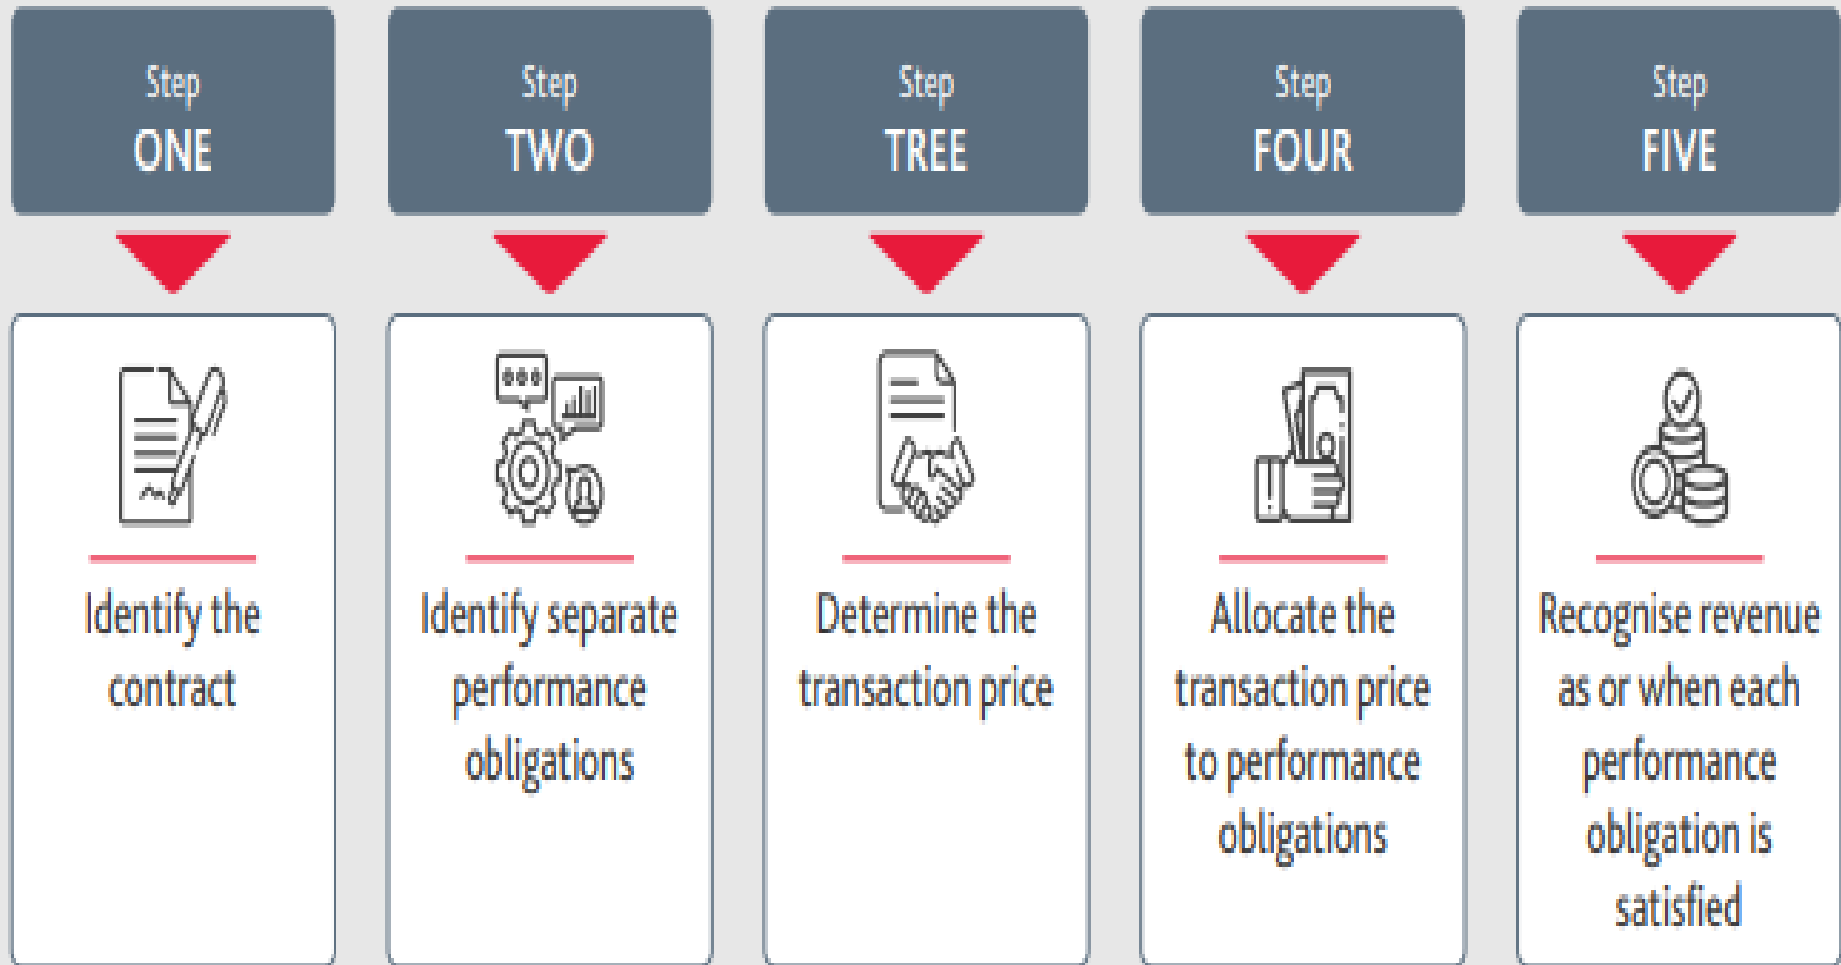 Step
ONE
Step
TWO
Step
TREE
Step
FOUR
Step
FIVE
Identify the
contract
Identify separate
performance
obligations
Determine the
transaction price
Allocate the
transaction price
to performance
obligations
Recognise revenue
as or when each
performance
obligation is
satisfied